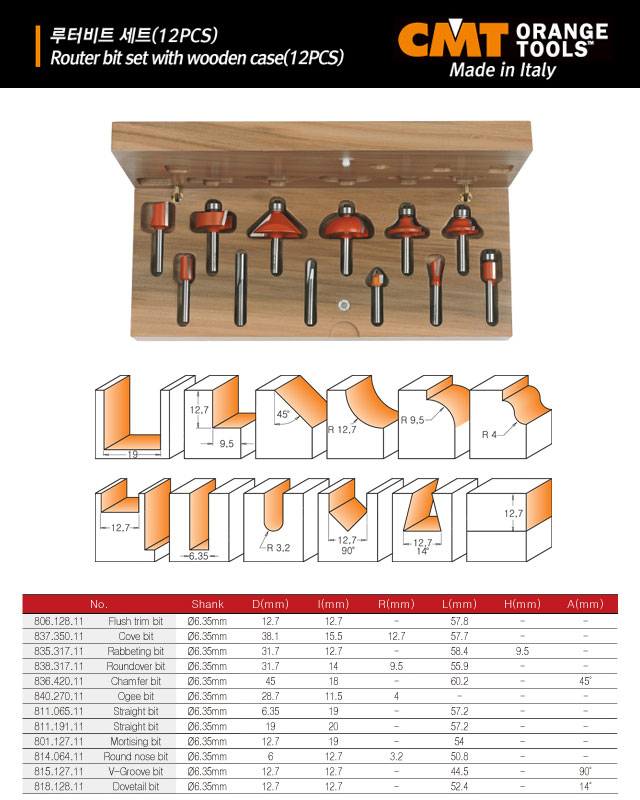 루터비트 세트(12PCS)
Router bit set with wooden case(12PCS)
CMT ORANGE TOOLS™
Made in Italy
19
12,7
9,5
45°
R 12,7
R 9,5
R 4
12,7
6,35
R 3,2
12,7
90°
12,7
14°
12,7
No. Shank D(mm) I(mm) R(mm) L(mm) H(mm) A(mm)
806.128.11 Flush trim bit Ø6.35mm 12.7 12.7 - 57.8 - -
837.350.11 Cove bit Ø6.35mm 38.1 15.5 12.7 57.7 - -
835.317.11 Rabbeting bit Ø6.35mm 31.7 12.7 - 58.4 9.5 -
838.317.11 Roundover bit Ø6.35mm 31.7 14 9.5 55.9 - -
836.420.11 Chamfer bit Ø6.35mm 45 18 - 60.2 - 45°
840.270.11 Ogee bit Ø6.35mm 28.7 11.5 4 - - -
811.065.11 Straight bit Ø6.35mm 6.35 19 - 57.2 - -
811.191.11 Straight bit Ø6.35mm 19 20 - 57.2 - -
801.127.11 Mortising bit Ø6.35mm 12.7 19 - 54 - -
814.064.11 Round nose bit Ø6.35mm 6 12.7 3.2 50.8 - -
815.127.11 V-Groove bit Ø6.35mm 12.7 12.7 - 44.5 - 90°
818.128.11 Dovetail bit Ø6.35mm 12.7 12.7 - 52.4 - 14°